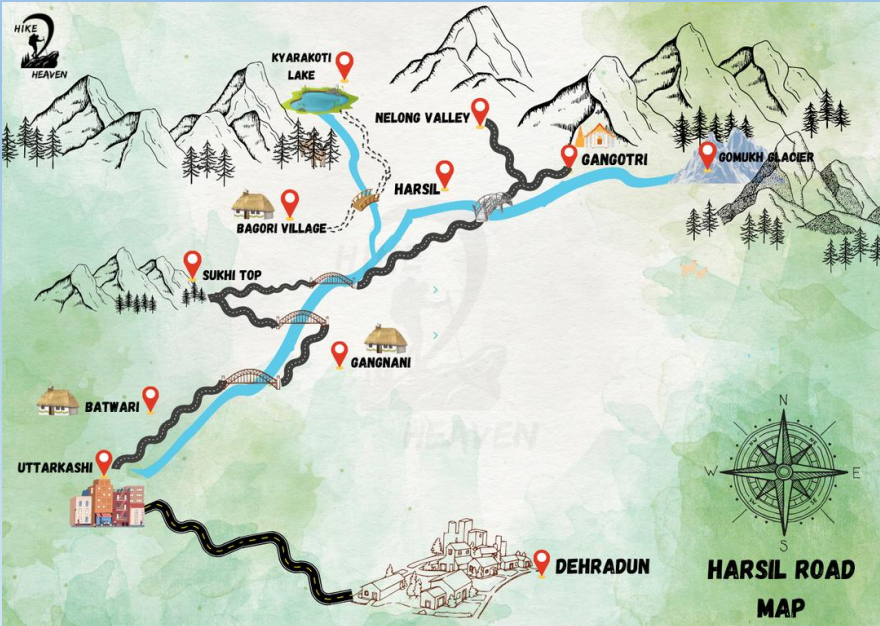 HIKE
HEAVEN
KYARAKOTI
LAKE
NELONG VALLEY
GANGOTRI
GOMUKH GLACIER
HARSIL
BAGORI VILLAGE
SUKHI TOP
HIKE
GANGNANI
BATWARI
HEAVEN
N
W
E
S
UTTARKASHI
DEHRADUN
HARSIL ROAD
MAP